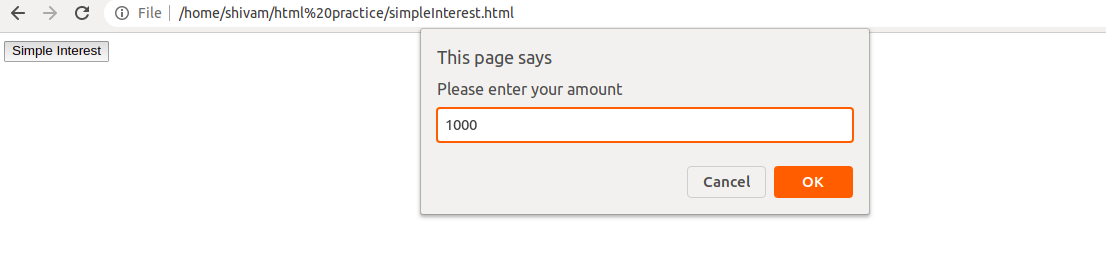 File /home/shivam/html%20practice/simpleInterest.html
Simple Interest
This page says
Please enter your amount
1000
Cancel OK